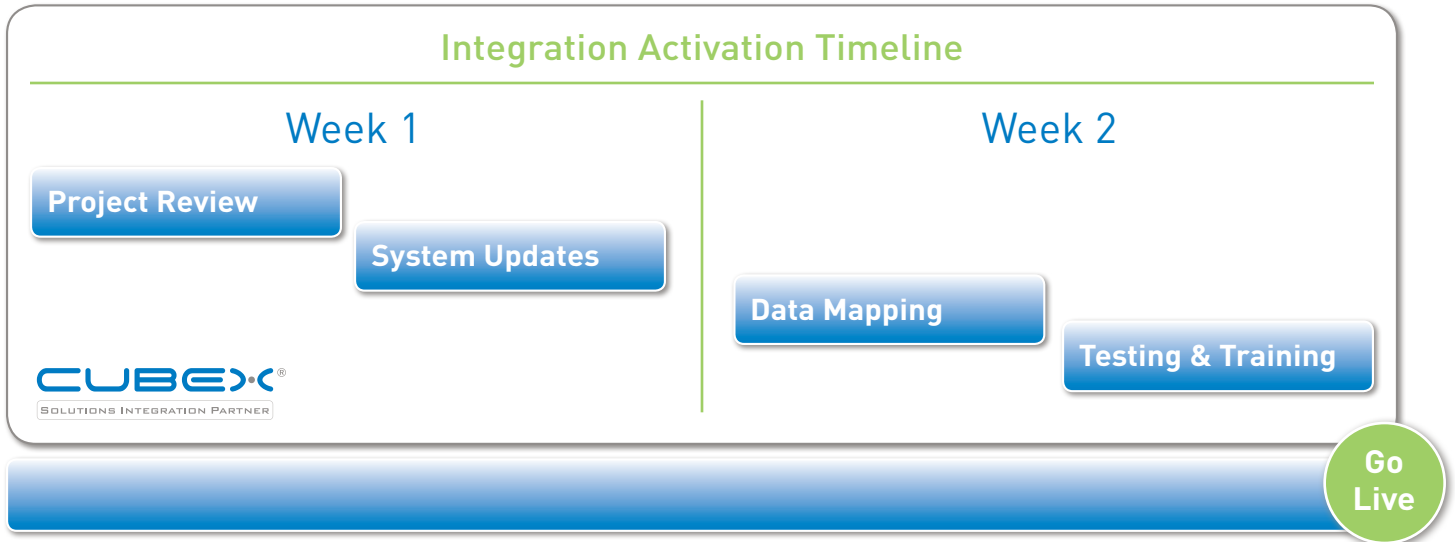 Integration Activation Timeline
Week 1
Project Review
System Updates
CUBEX®
SOLUTIONS INTEGRATION PARTNER
Week 2
Data Mapping
Testing & Training
Go
Live